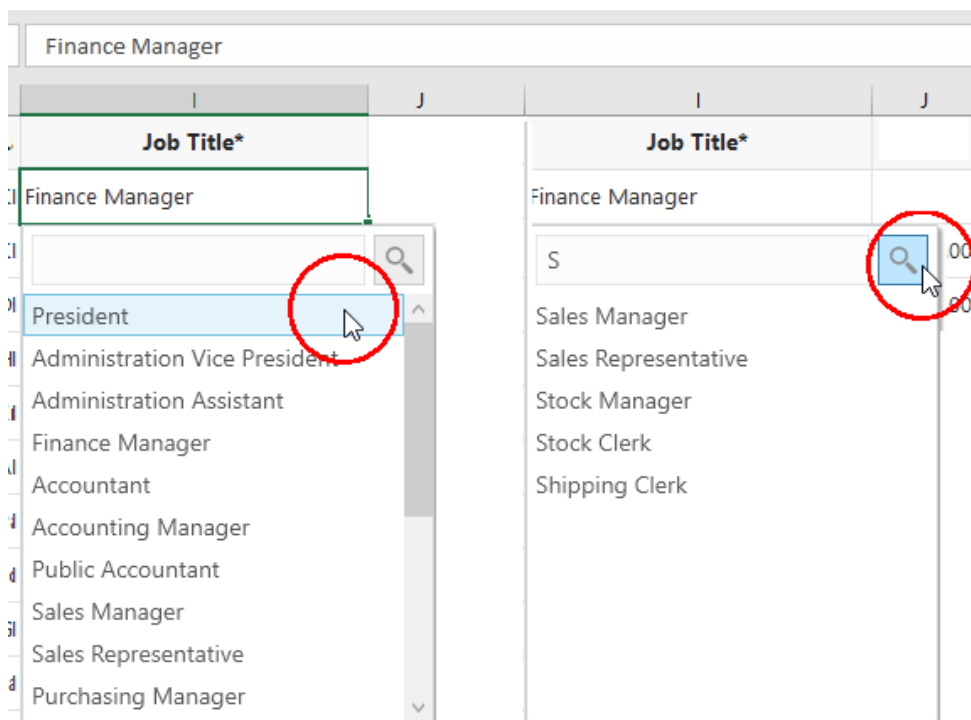 Finance Manager
I J I J
Job Title* Job Title*
Finance Manager Finance Manager
S
President Sales Manager
Administration Vice President Sales Representative
Administration Assistant Stock Manager
Finance Manager Stock Clerk
Accountant Shipping Clerk
Accounting Manager
Public Accountant
Sales Manager
Sales Representative
Purchasing Manager